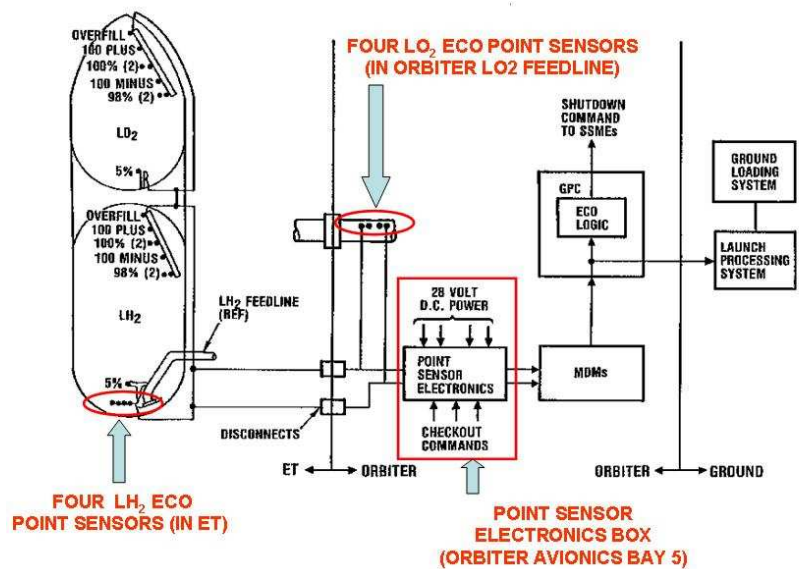 OVERFILL
100 PLUS
100% (2)
100 MINUS
98% (2)
LO2
5%
OVERFILL
100 PLUS
100% (2)
100 MINUS
98% (2)
LH2
LH2 FEEDLINE
(REF)
5%
DISCONNECTS
FOUR LH2 ECO
POINT SENSORS (IN ET)
FOUR LO2 ECO POINT SENSORS
(IN ORBITER LO2 FEEDLINE)
28 VOLT
D.C. POWER
POINT
SENSOR
ELECTRONICS
CHECKOUT
COMMANDS
ET
ORBITER
POINT SENSOR
ELECTRONICS BOX
(ORBITER AVIONICS BAY 5)
SHUTDOWN
COMMAND
TO SSMEs
GPC
ECO
LOGIC
MDMs
GROUND
LOADING
SYSTEM
LAUNCH
PROCESSING
SYSTEM
ORBITER
GROUND